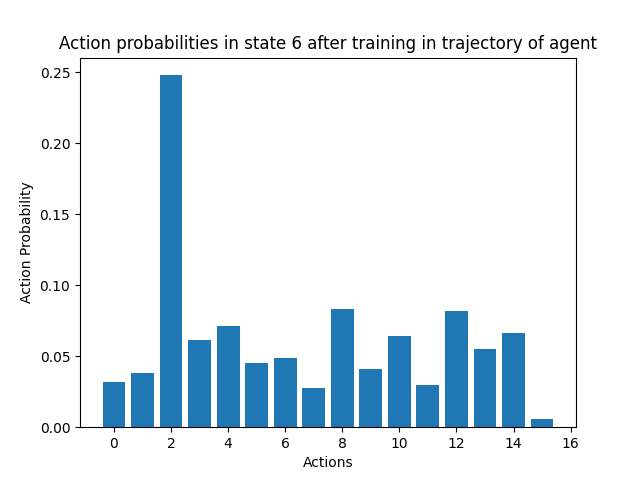 Action probabilities in state 6 after training in trajectory of agent
0.25
0.20
0.15
0.10
0.05
0.00
Action Probability
0 2 4 6 8 10 12 14 16
Actions